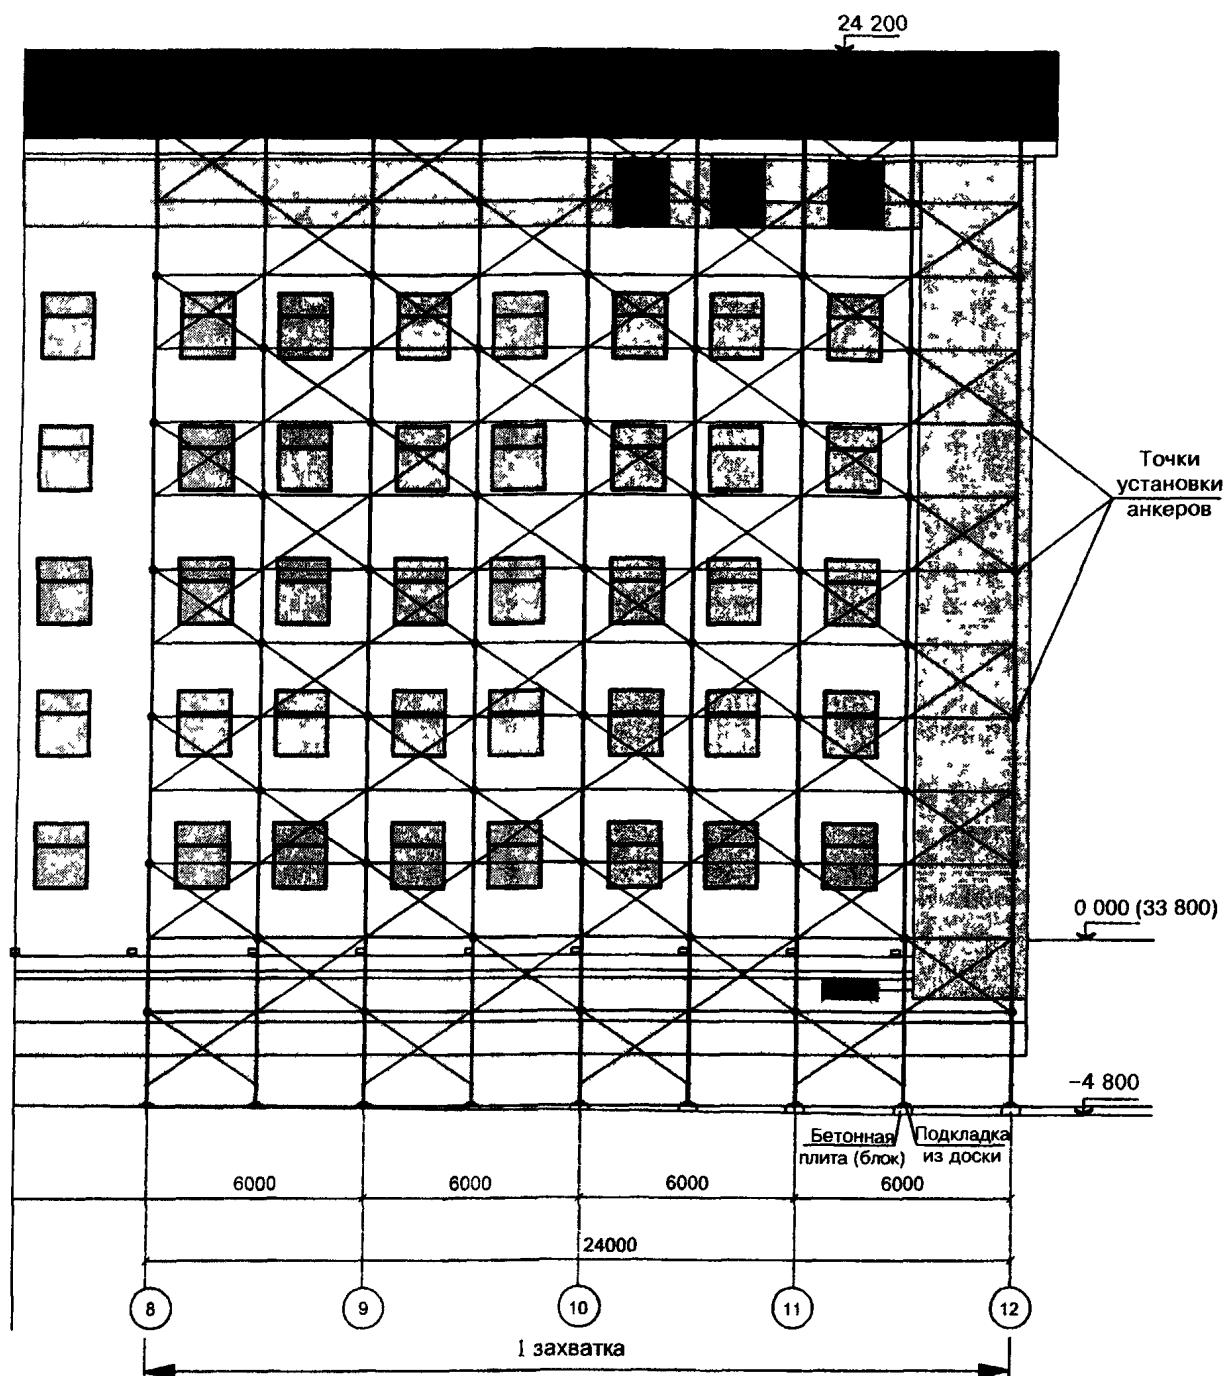 24 200
Точки
установки
анкеров
0 000 (33 800)
−4 800
Бетонная
плита (блок)
Подкладка
из доски
6000
6000
6000
6000
24000
8
9
10
11
12
1 захватка